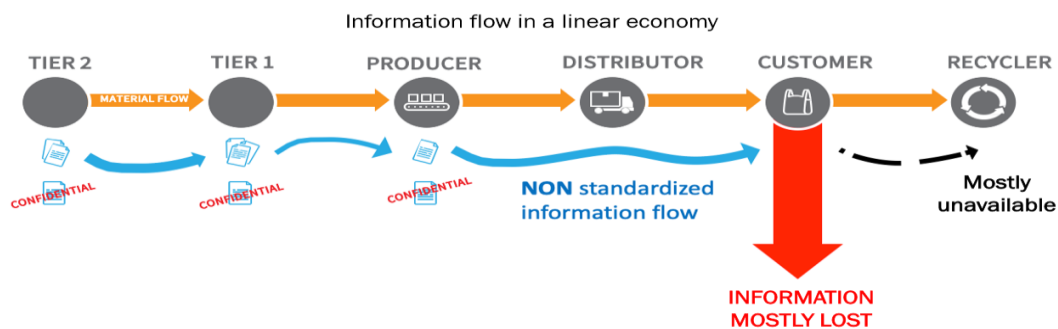 Information flow in a linear economy
TIER 2
TIER 1
PRODUCER
DISTRIBUTOR
CUSTOMER
RECYCLER
MATERIAL FLOW
CONFIDENTIAL
CONFIDENTIAL
CONFIDENTIAL
NON standardized
information flow
Mostly
unavailable
INFORMATION
MOSTLY LOST